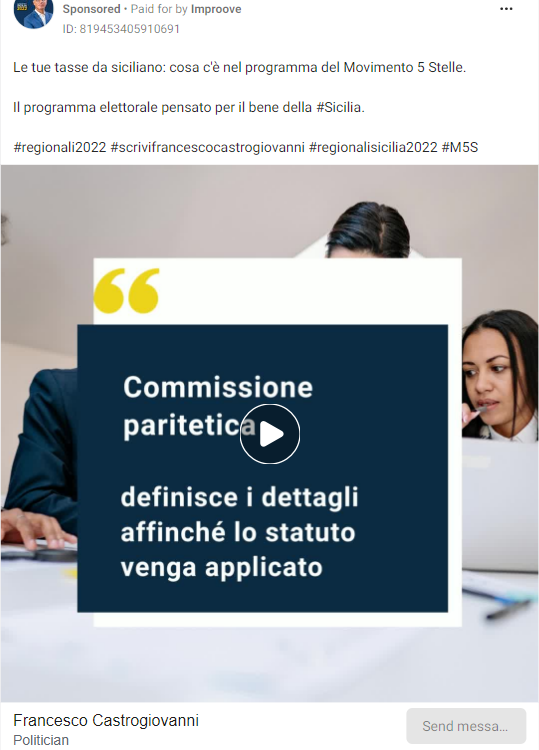 Sponsored • Paid for by Improove
ID: 819453405910691
Le tue tasse da siciliano: cosa c'è nel programma del Movimento 5 Stelle.
Il programma elettorale pensato per il bene della #Sicilia.
#regionali2022 #scrivifrancescocastrogiovanni #regionalisicilia2022 #M5S
Commissione
paritetica
definisce i dettagli
affinché lo statuto
venga applicato
Francesco Castrogiovanni
Politician
Send messa...